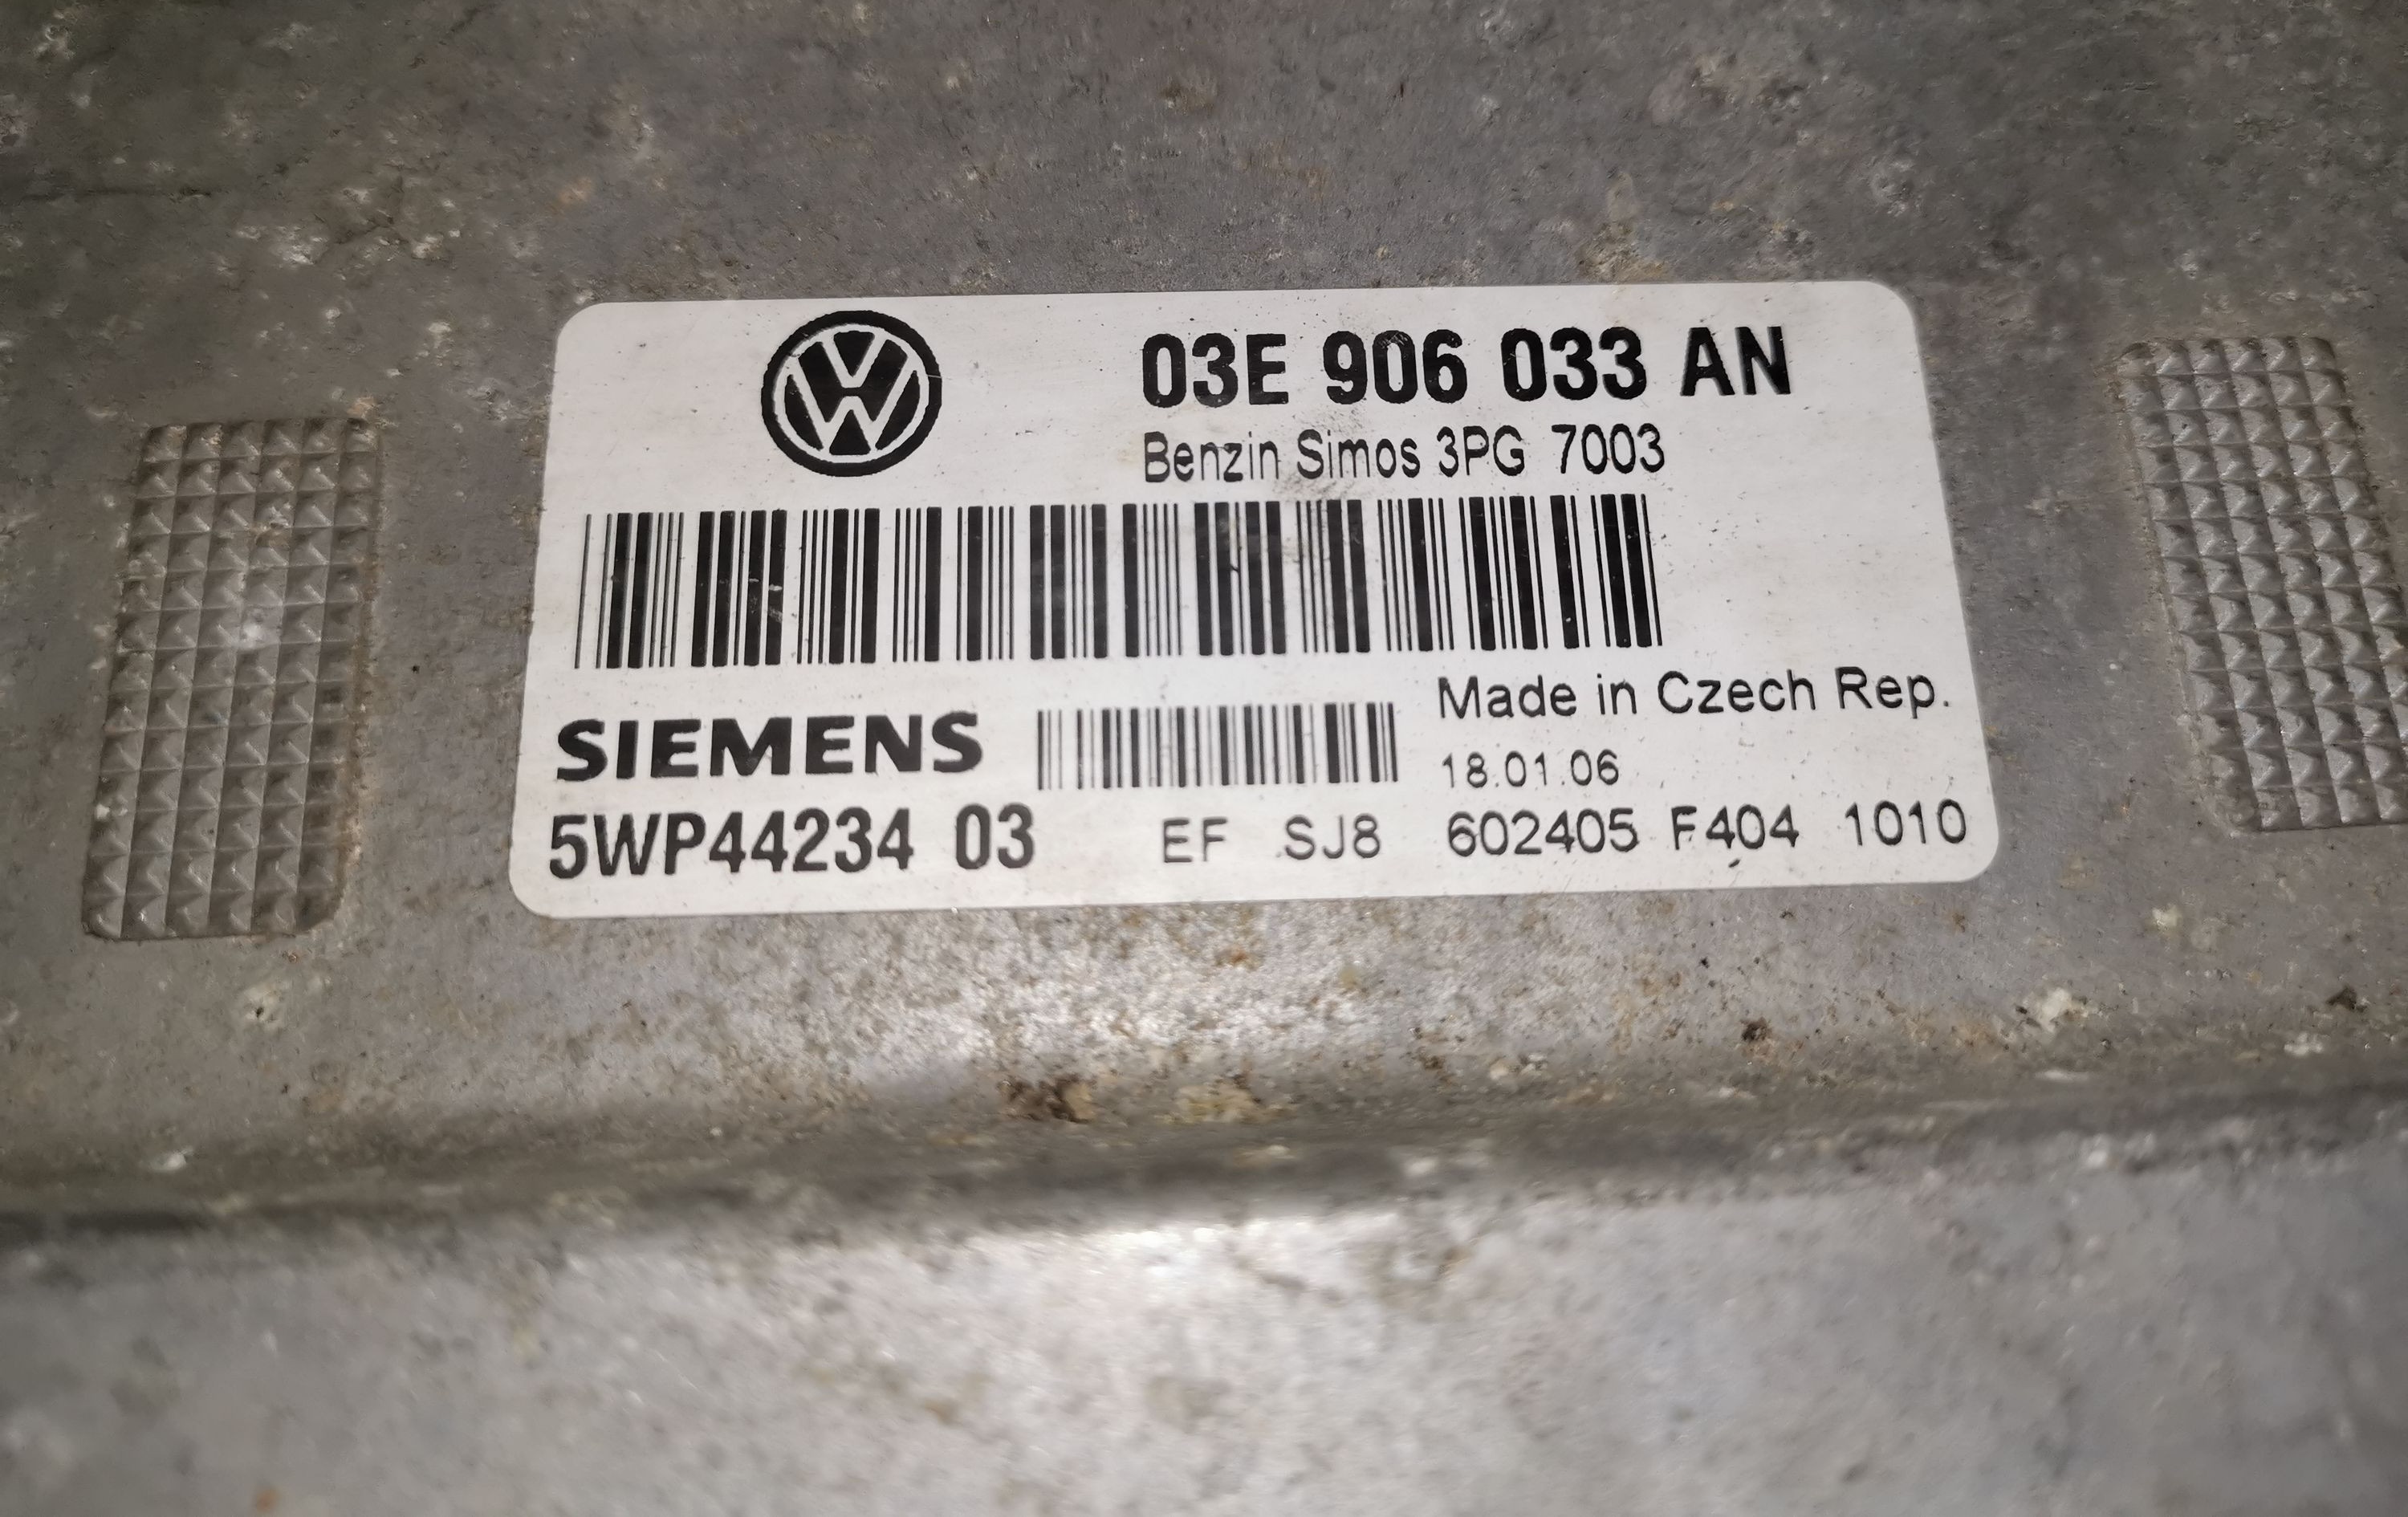 03E 906 033 AN
Benzin Simos 3PG 7003
SIEMENS
Made in Czech Rep.
18.01.06
5WP44234 03 EF SJ8 602405 F404 1010